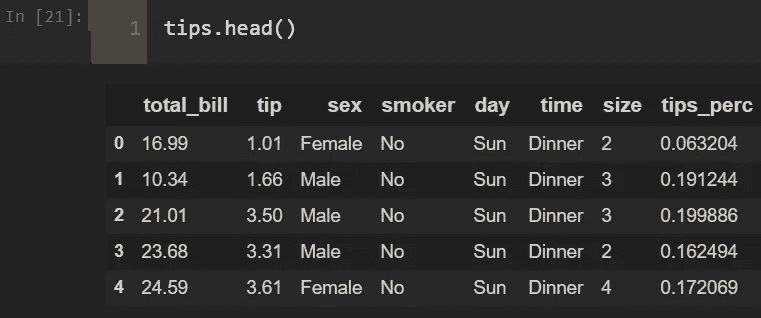 In [21]: 1 tips.head()
total_bill tip sex smoker day time size tips_perc
0 16.99 1.01 Female No Sun Dinner 2 0.063204
1 10.34 1.66 Male No Sun Dinner 3 0.191244
2 21.01 3.50 Male No Sun Dinner 3 0.199886
3 23.68 3.31 Male No Sun Dinner 2 0.162494
4 24.59 3.61 Female No Sun Dinner 4 0.172069